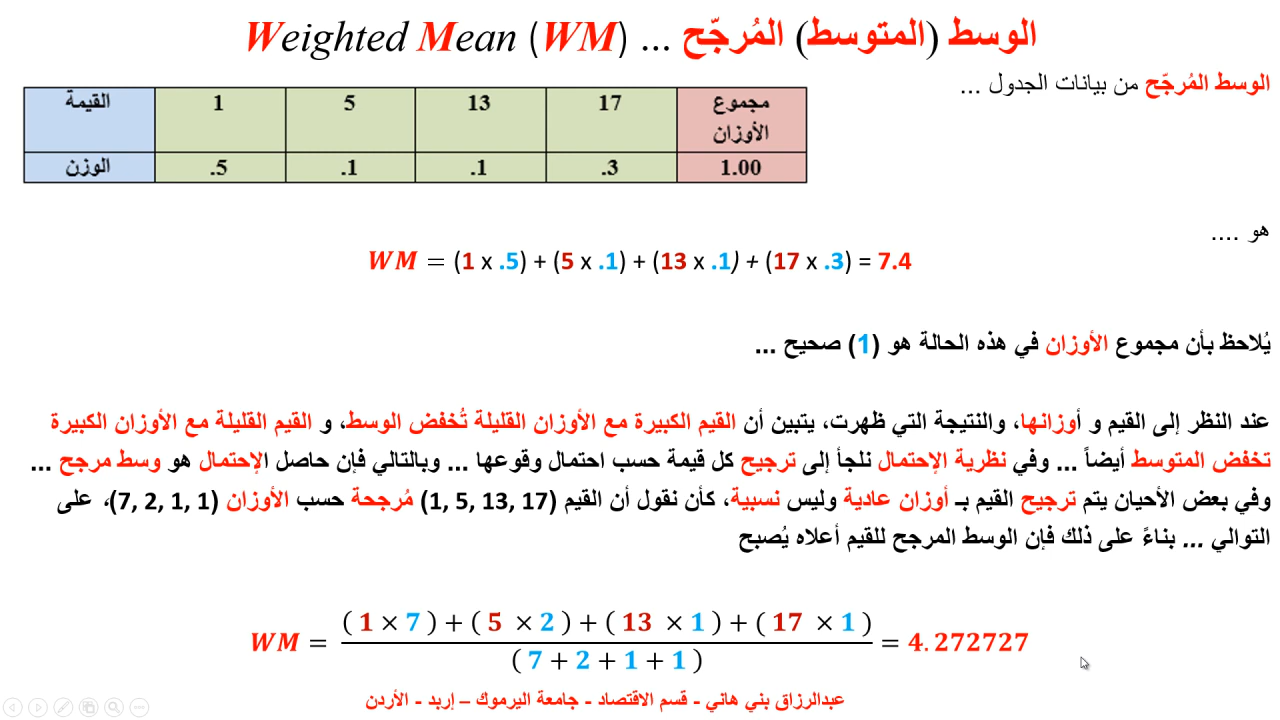 الوسط (المتوسط) المُرجّح ... Weighted Mean (WM)
الوسط المُرجّح من بيانات الجدول ...
القيمة 1 5 13 17 مجموع الأوزان
الوزن .5 .1 .1 .3 1.00
هو ....
WM = (1 x .5) + (5 x .1) + (13 x .1) + (17 x .3) = 7.4
يُلاحظ بأن مجموع الأوزان في هذه الحالة هو (1) صحيح ...
عند النظر إلى القيم و أوزانها، والنتيجة التي ظهرت، يتبين أن القيم الكبيرة مع الأوزان القليلة تُخفض الوسط، و القيم القليلة مع الأوزان الكبيرة
تخفض المتوسط أيضاً ... وفي نظرية الإحتمال نلجأ إلى ترجيح كل قيمة حسب احتمال وقوعها ... وبالتالي فإن حاصل الإحتمال هو وسط مرجح ...
وفي بعض الأحيان يتم ترجيح القيم بـ أوزان عادية وليس نسبية، كأن نقول أن القيم (1, 5, 13, 17) مُرجحة حسب الأوزان (7, 2, 1, 1)، على
التوالي ... بناءً على ذلك فإن الوسط المرجح للقيم أعلاه يُصبح
WM = ( 1 × 7 ) + ( 5 × 2 ) + ( 13 × 1 ) + ( 17 × 1 ) / ( 7 + 2 + 1 + 1 ) = 4.272727
عبدالرزاق بني هاني - قسم الاقتصاد - جامعة اليرموك – إربد - الأردن